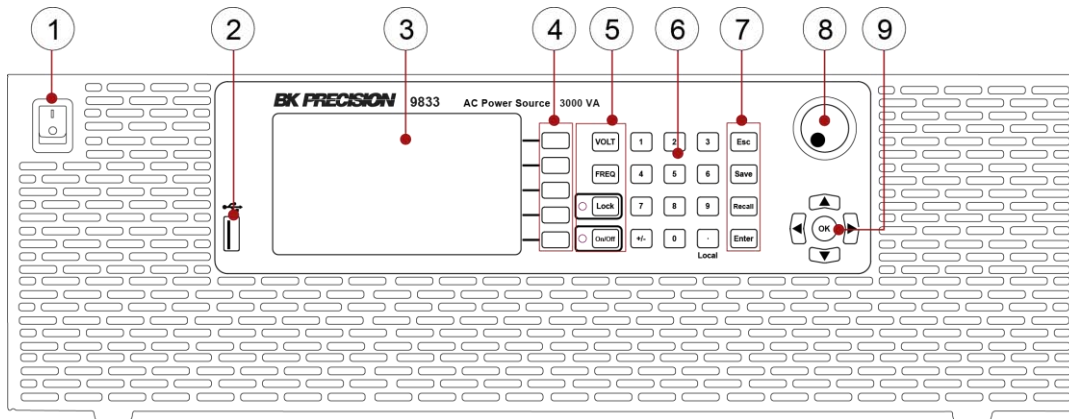 1 2 3 4 5 6 7 8 9
BK PRECISION 9833 AC Power Source 3000 VA
VOLT 1 2 3 Esc
FREQ 4 5 6 Save
Lock 7 8 9 Recall
On/Off +/- 0 . Enter
Local
OK